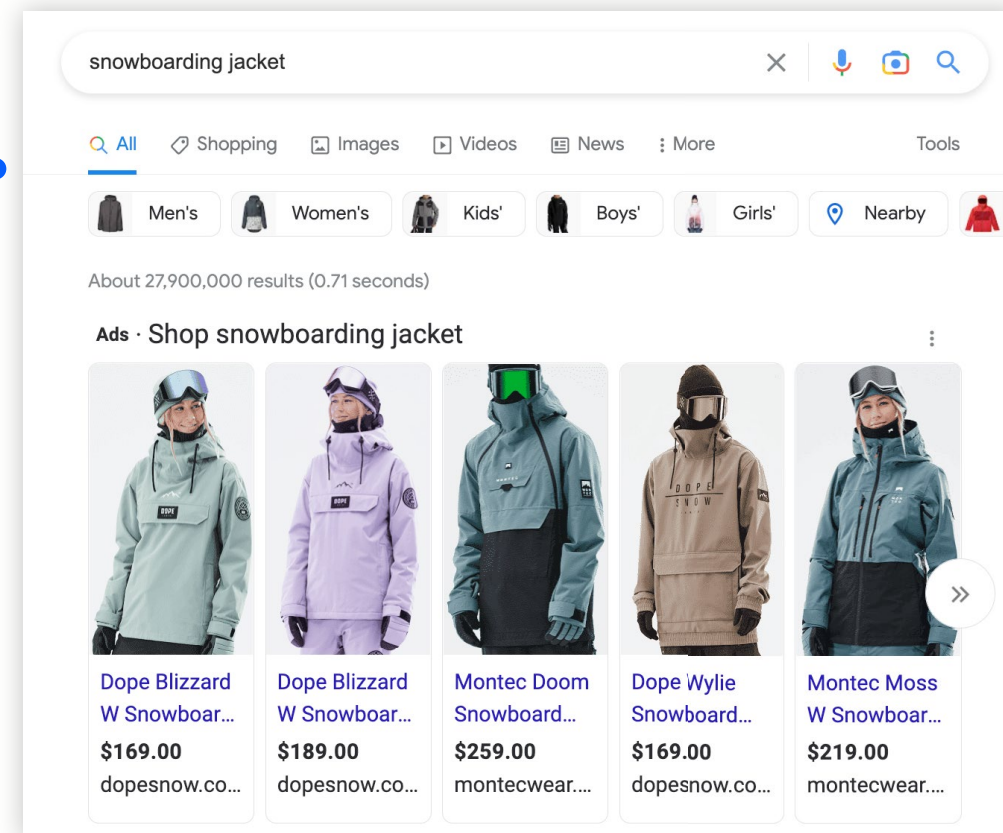 snowboarding jacket
All Shopping Images Videos News More Tools
Men's Women's Kids' Boys' Girls' Nearby
About 27,900,000 results (0.71 seconds)
Ads · Shop snowboarding jacket
DOPE
DOPE
MONTEC
DOPE
SNOW
Dope Blizzard
W Snowboar...
$169.00
dopesnow.co...
Dope Blizzard
W Snowboar...
$189.00
dopesnow.co...
Montec Doom
Snowboard...
$259.00
montecwear....
Dope Wylie
Snowboard...
$169.00
dopesnow.co...
Montec Moss
W Snowboar...
$219.00
montecwear....